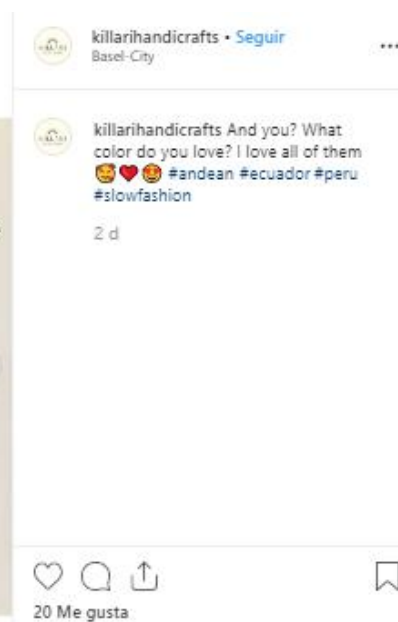 killarihandicrafts • Seguir
Basel-City
killarihandicrafts And you? What
color do you love? I love all of them
🥰❤️🤩 #andean #ecuador #peru
#slowfashion
2 d
20 Me gusta